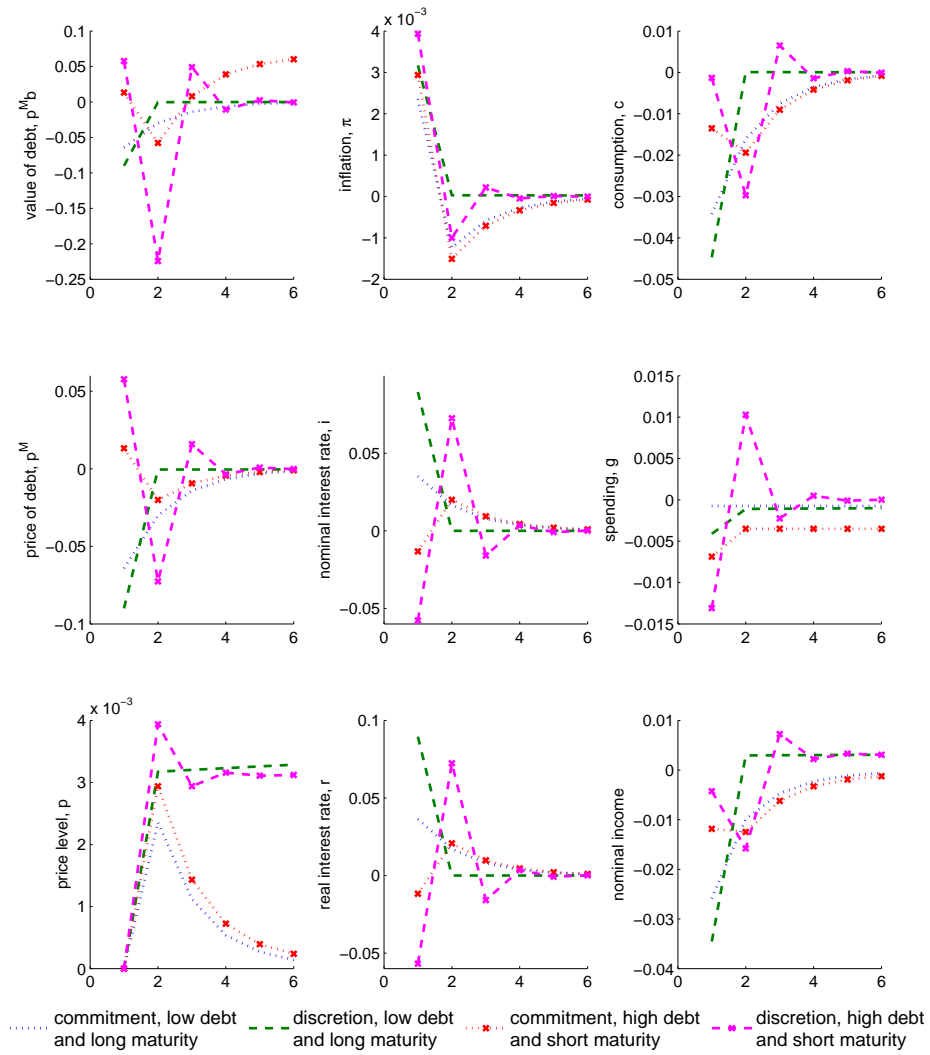 0.1
0.05
0
−0.05
−0.1
−0.15
−0.2
−0.25
0 2 4 6
value of debt, p^M b
x 10^−3
4
3
2
1
0
−1
−2
0 2 4 6
inflation, π
0.01
0
−0.01
−0.02
−0.03
−0.04
−0.05
0 2 4 6
consumption, c
0.05
0
−0.05
−0.1
0 2 4 6
price of debt, p^M
0.05
0
−0.05
0 2 4 6
nominal interest rate, i
0.015
0.01
0.005
0
−0.005
−0.01
−0.015
0 2 4 6
spending, g
x 10^−3
4
3
2
1
0
0 2 4 6
price level, p
0.1
0.05
0
−0.05
0 2 4 6
real interest rate, r
0.01
0
−0.01
−0.02
−0.03
−0.04
0 2 4 6
nominal income
commitment, low debt
and long maturity
discretion, low debt
and long maturity
commitment, high debt
and short maturity
discretion, high debt
and short maturity